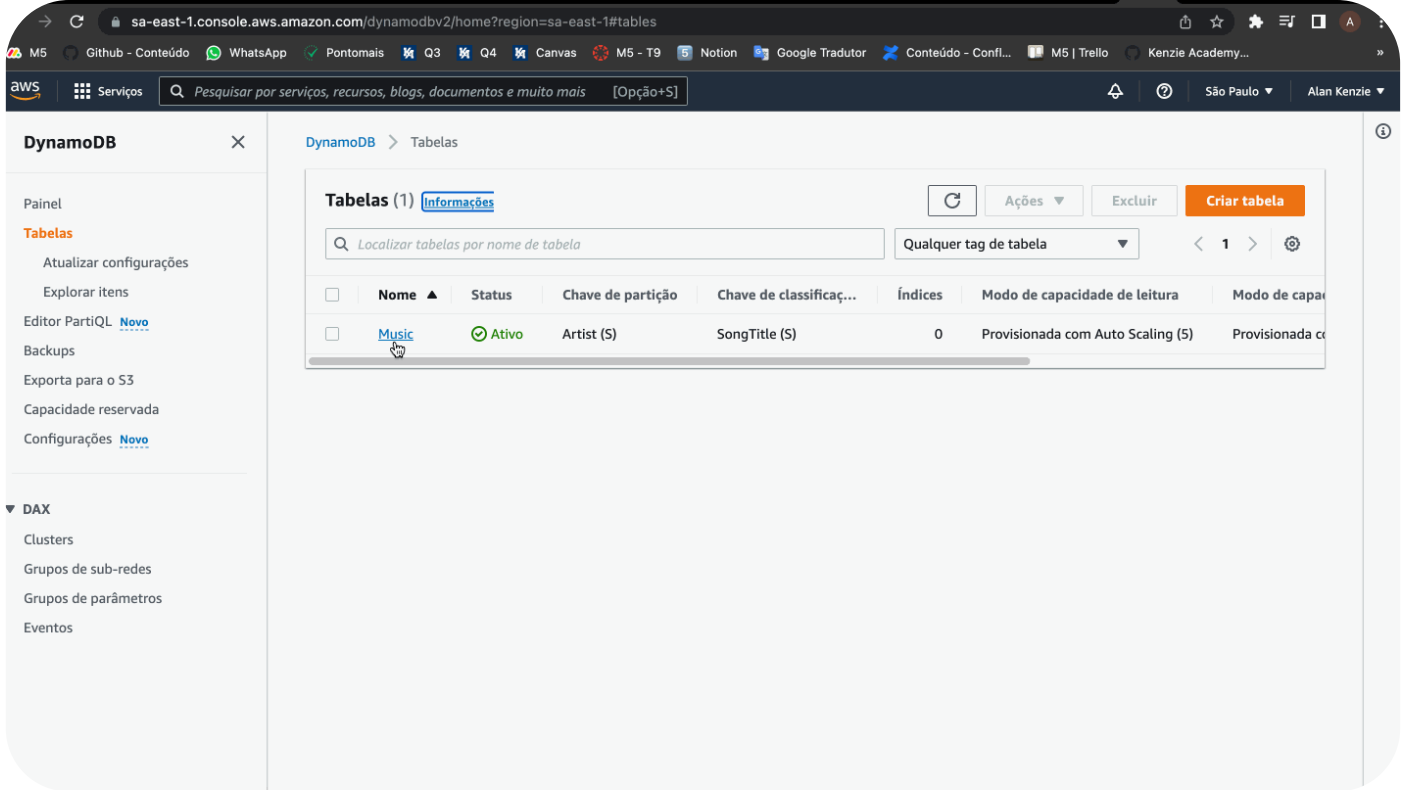 sa-east-1.console.aws.amazon.com/dynamodbv2/home?region=sa-east-1#tables A
M5 Github - Conteúdo WhatsApp Pontomais Q3 Q4 Canvas M5 - T9 5 Notion Google Tradutor Conteúdo - Confl... M5 | Trello Kenzie Academy... »
aws Serviços Pesquisar por serviços, recursos, blogs, documentos e muito mais [Opção+S] São Paulo ▼ Alan Kenzie ▼
DynamoDB
DynamoDB > Tabelas
Painel
Tabelas
Atualizar configurações
Explorar itens
Editor PartiQL Novo
Backups
Exporta para o S3
Capacidade reservada
Configurações Novo
DAX
Clusters
Grupos de sub-redes
Grupos de parâmetros
Eventos
Tabelas (1) Informações Ações ▼ Excluir Criar tabela
Localizar tabelas por nome de tabela Qualquer tag de tabela ▼ < 1 >
Nome ▲ Status Chave de partição Chave de classificaç... Índices Modo de capacidade de leitura Modo de capa
Music Ativo Artist (S) SongTitle (S) 0 Provisionada com Auto Scaling (5) Provisionada c